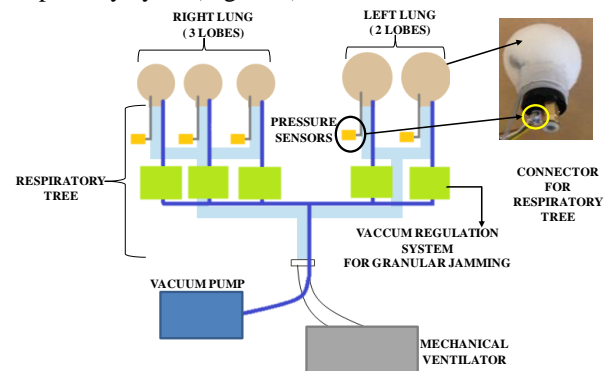 RIGHT LUNG
(3 LOBES)
LEFT LUNG
(2 LOBES)
PRESSURE
SENSORS
RESPIRATORY
TREE
CONNECTOR
FOR
RESPIRATORY
TREE
VACCUM REGULATION
SYSTEM
FOR GRANULAR JAMMING
VACUUM PUMP
MECHANICAL
VENTILATOR